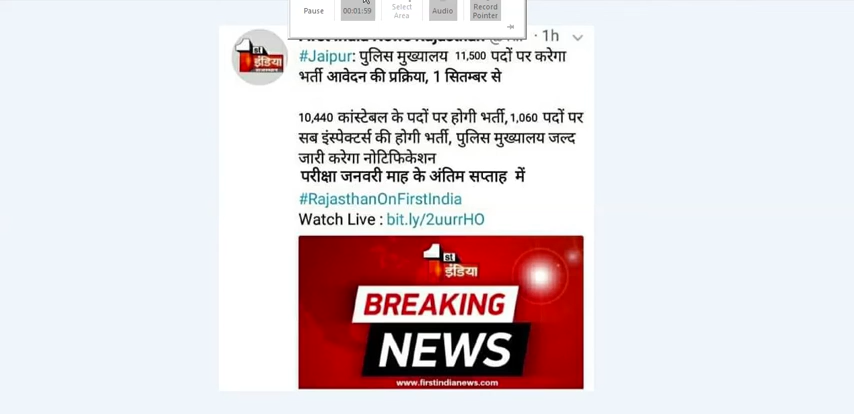 Pause
00:01:59
Select
Area
Audio
Record
Pointer
· 1h
1st
इंडिया
#Jaipur: पुलिस मुख्यालय 11,500 पदों पर करेगा
भर्ती आवेदन की प्रक्रिया, 1 सितम्बर से
10,440 कांस्टेबल के पदों पर होगी भर्ती,1,060 पदों पर
सब इंस्पेक्टर्स की होगी भर्ती, पुलिस मुख्यालय जल्द
जारी करेगा नोटिफिकेशन
परीक्षा जनवरी माह के अंतिम सप्ताह में
#RajasthanOnFirstIndia
Watch Live : bit.ly/2uurrHO
1st
इंडिया
BREAKING
NEWS
www.firstindianews.com